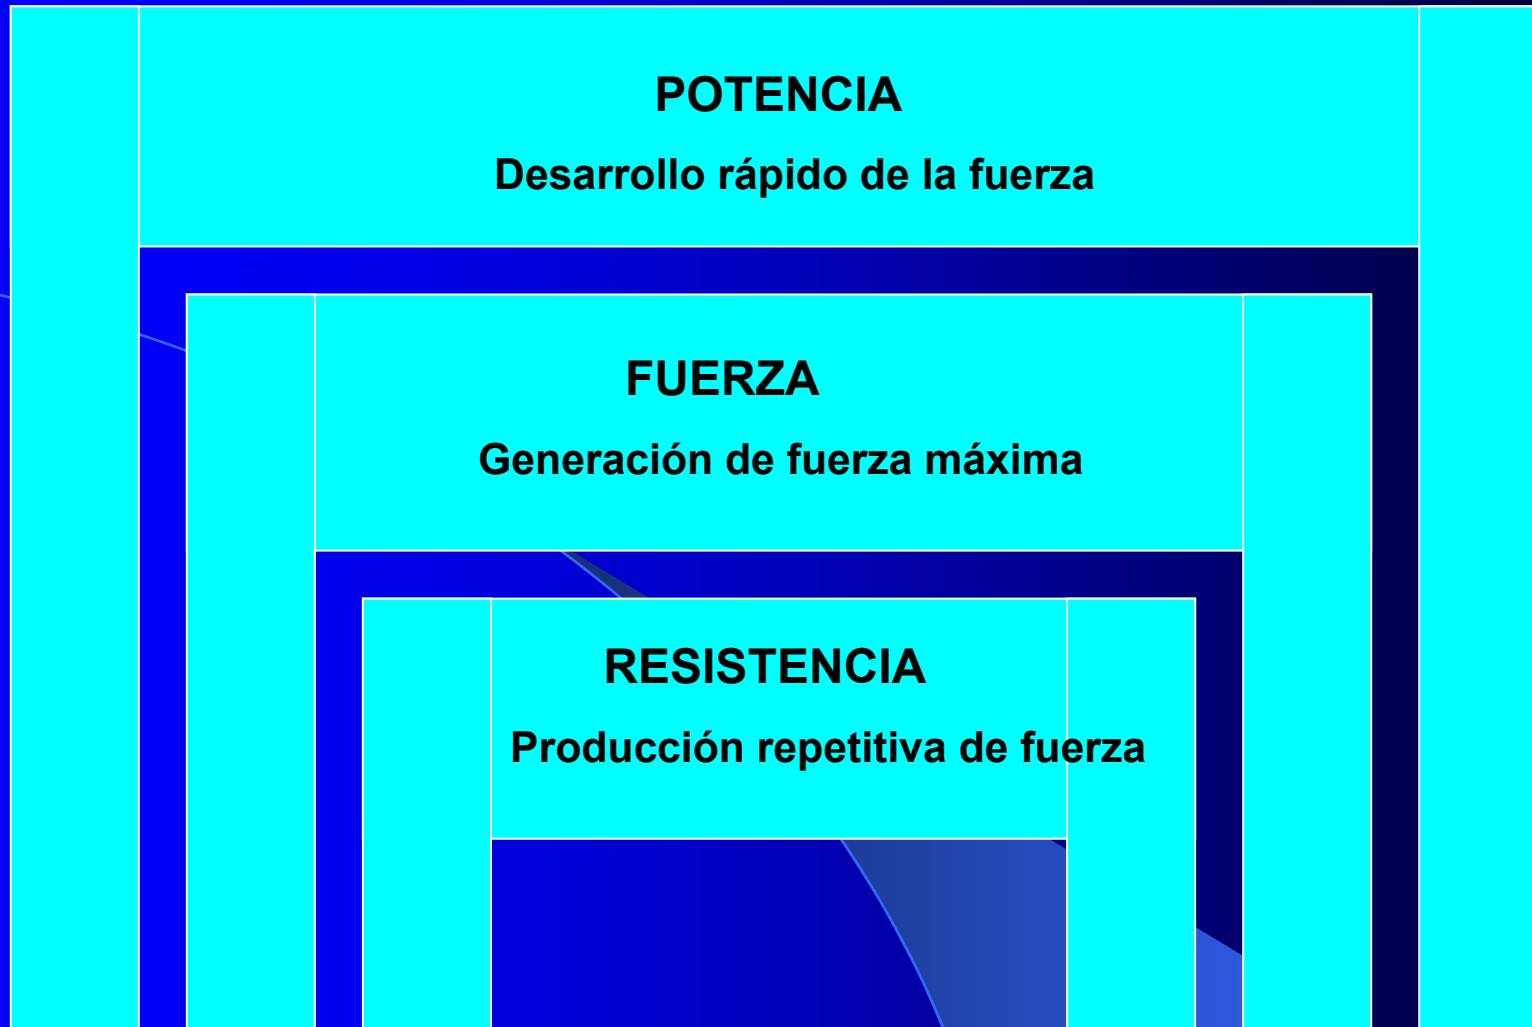 POTENCIA
Desarrollo rápido de la fuerza
FUERZA
Generación de fuerza máxima
RESISTENCIA
Producción repetitiva de fuerza